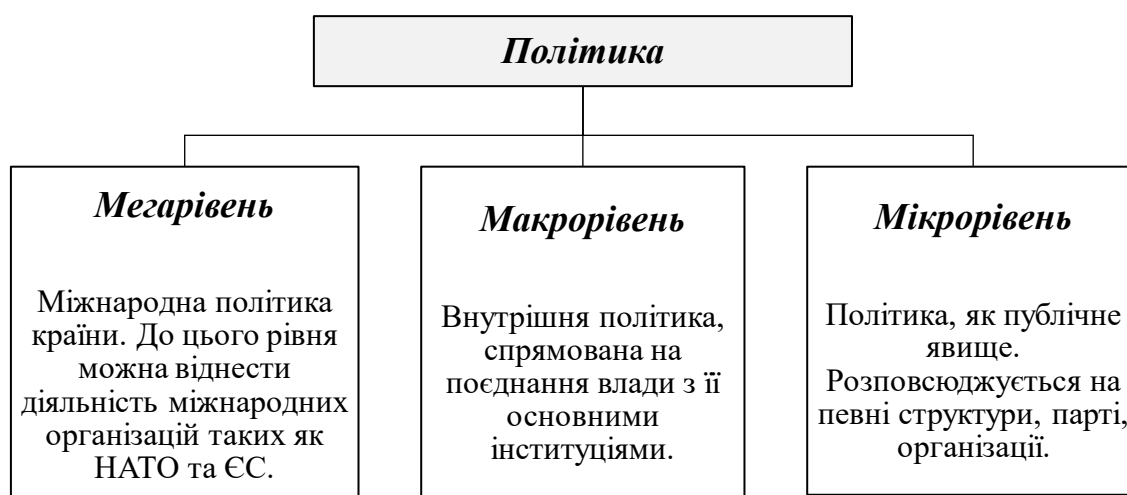 Політика
Мегарівень
Міжнародна політика
країни. До цього рівня
можна віднести
діяльність міжнародних
організацій таких як
НАТО та ЄС.
Макрорівень
Внутрішня політика,
спрямована на
поєднання влади з її
основними
інституціями.
Мікрорівень
Політика, як публічне
явище.
Розповсюджується на
певні структури, парті,
організації.